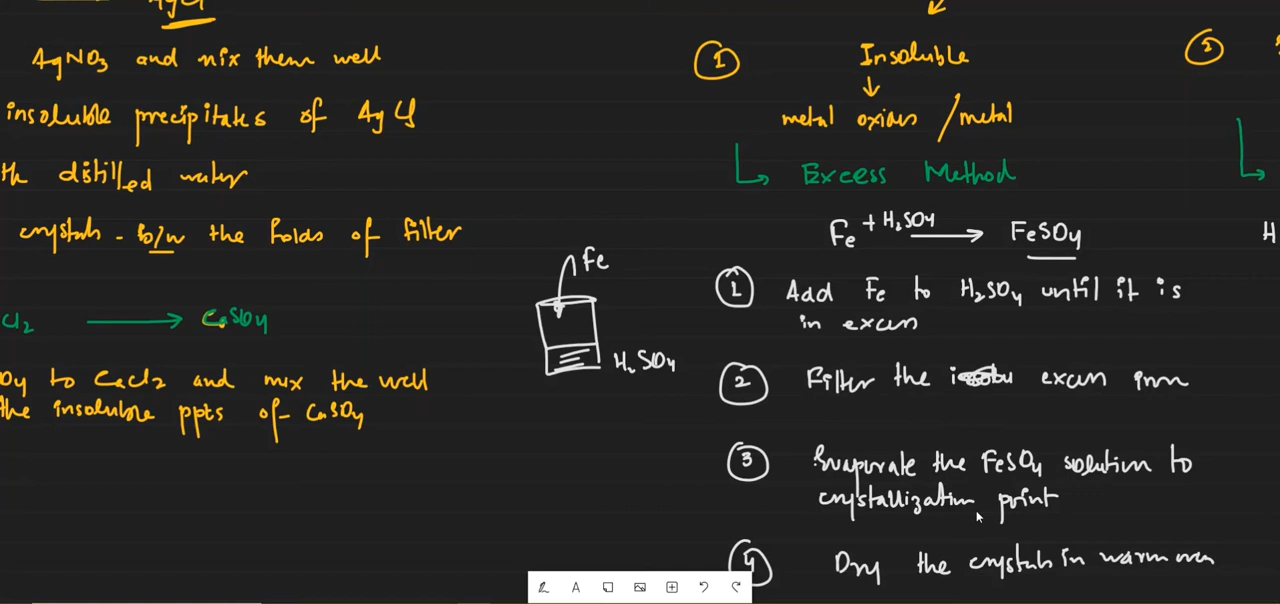 AgCl
AgNO3 and mix them well
insoluble precipitates of AgCl
the distilled water
crystals - b/w the folds of filter
Cl2 → CaSO4
O4 to CaCl2 and mix the well
the insoluble ppts of CaSO4
Fe
H2SO4
1 Insoluble
↓
metal oxides / metal
Excess Method
Fe + H2SO4 → FeSO4
1 Add Fe to H2SO4 until it is
in excess
2 Filter the excess iron
3 Evaporate the FeSO4 solution to
crystallization point
4 Dry the crystals in warm oven
2
H
A